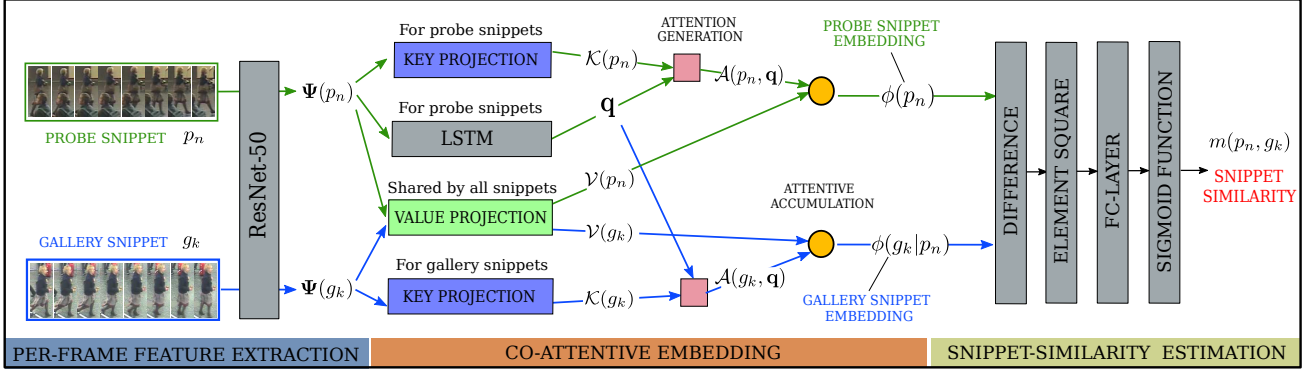 PROBE SNIPPET p_n
GALLERY SNIPPET g_k
ResNet-50
Ψ(p_n)
Ψ(g_k)
For probe snippets
KEY PROJECTION
For probe snippets
LSTM
Shared by all snippets
VALUE PROJECTION
For gallery snippets
KEY PROJECTION
𝒦(p_n)
q
𝒱(p_n)
𝒱(g_k)
𝒦(g_k)
ATTENTION
GENERATION
𝒜(p_n, q)
ATTENTIVE
ACCUMULATION
𝒜(g_k, q)
PROBE SNIPPET
EMBEDDING
ϕ(p_n)
ϕ(g_k|p_n)
GALLERY SNIPPET
EMBEDDING
DIFFERENCE
ELEMENT SQUARE
FC-LAYER
SIGMOID FUNCTION
m(p_n, g_k)
SNIPPET
SIMILARITY
PER-FRAME FEATURE EXTRACTION
CO-ATTENTIVE EMBEDDING
SNIPPET-SIMILARITY ESTIMATION